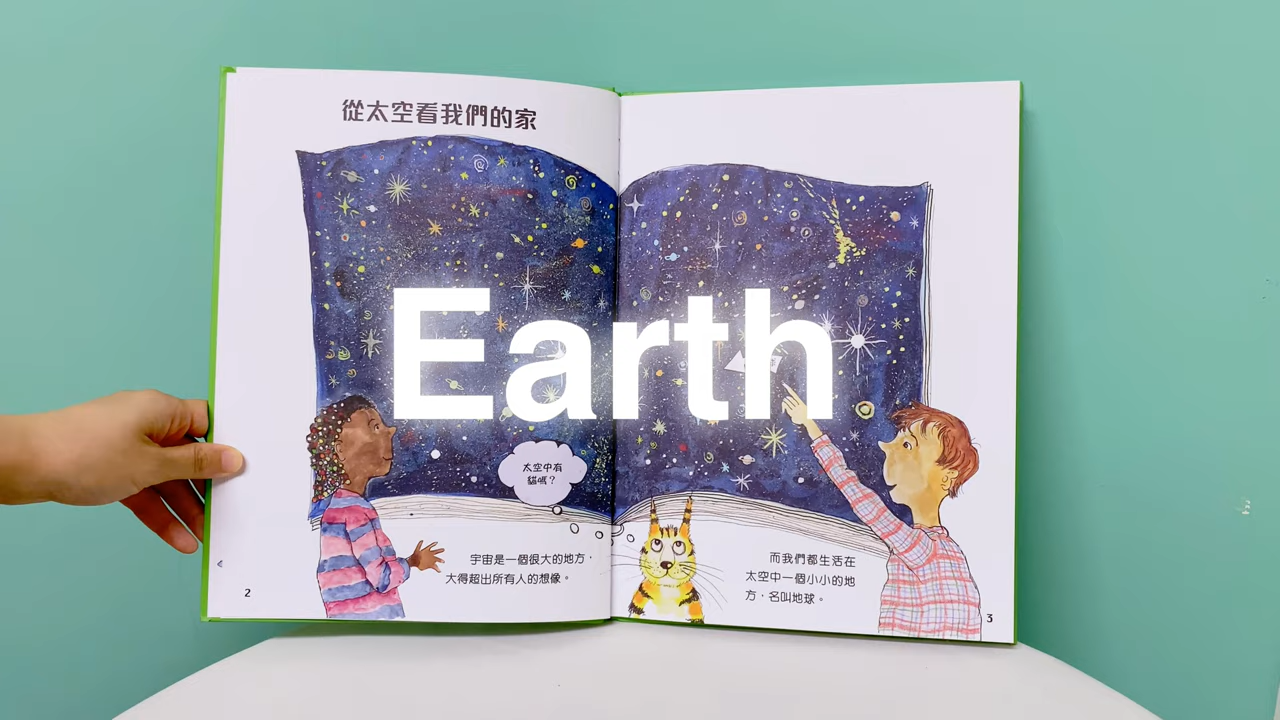 從太空看我們的家
Earth
太空中有
貓嗎？
宇宙是一個很大的地方，
大得超出所有人的想像。
而我們都生活在
太空中一個小小的地
方，名叫地球。
2
3